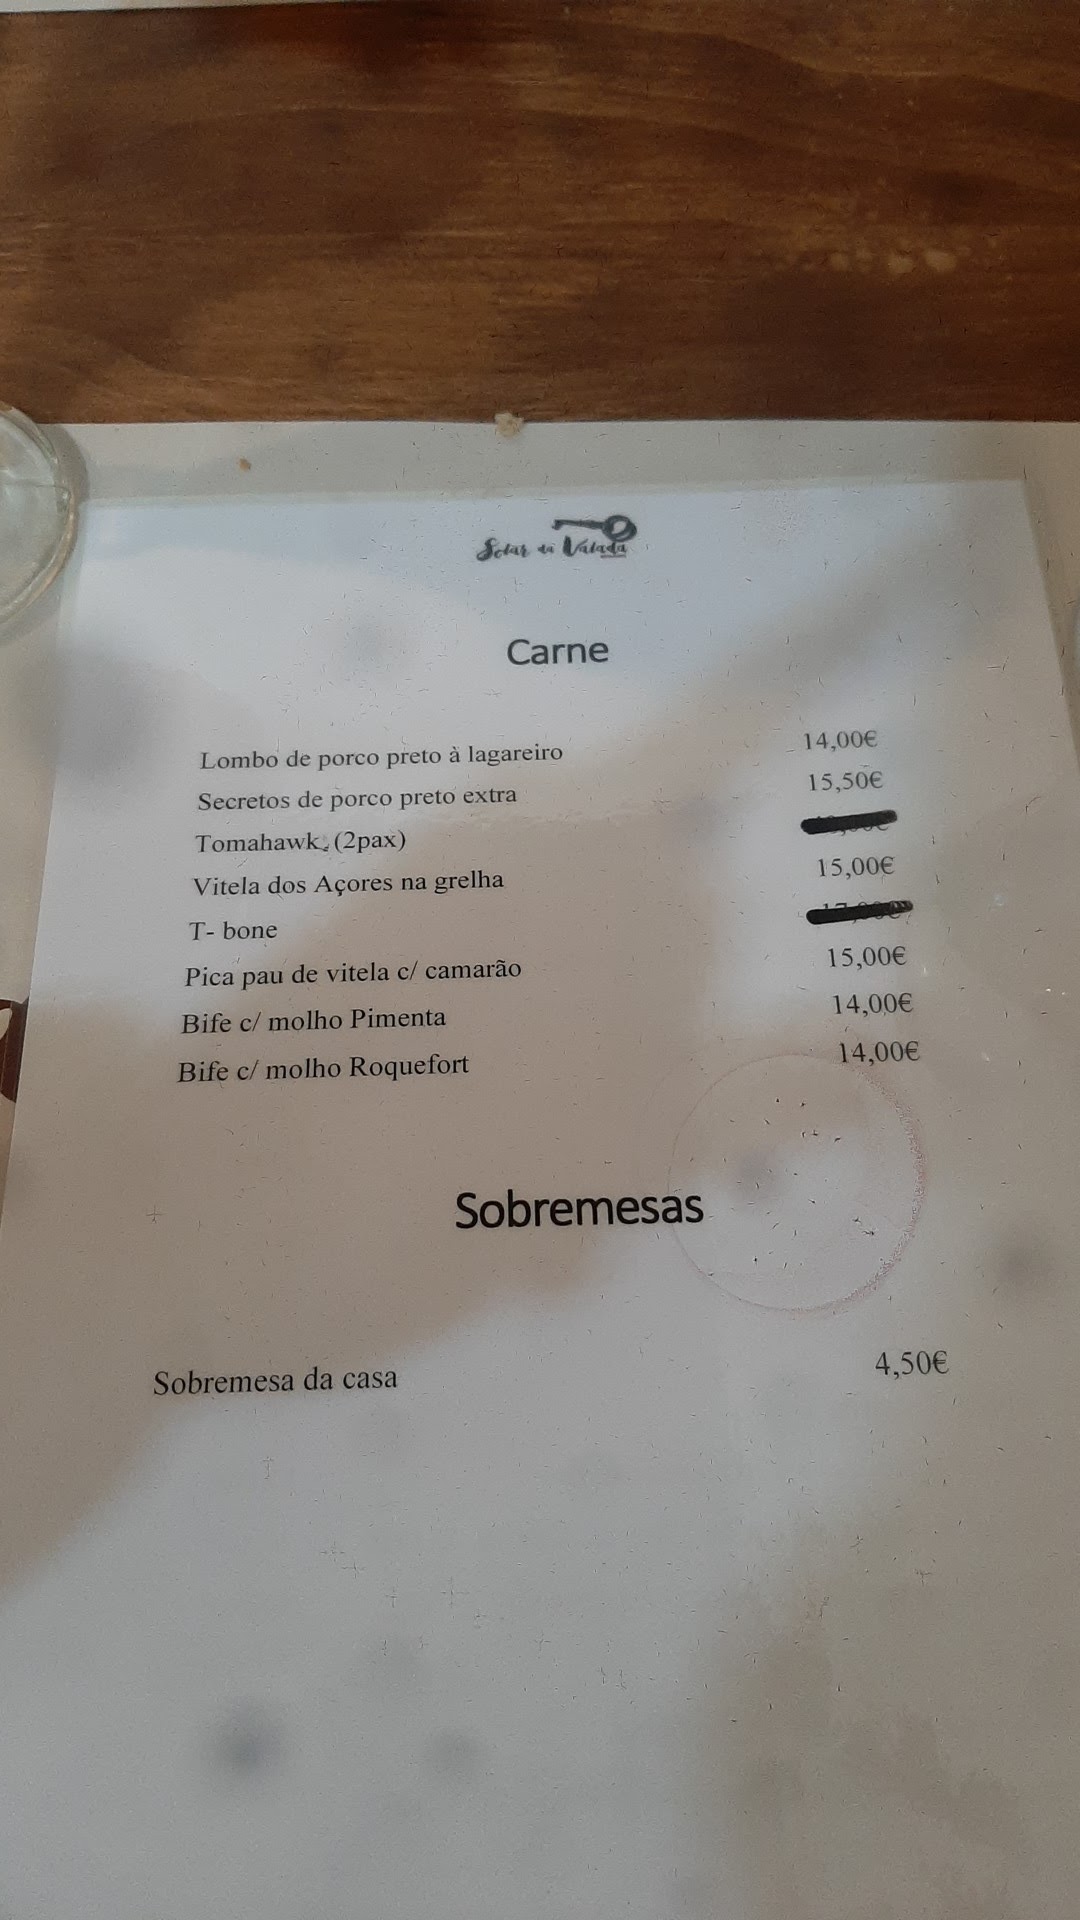 Solar da Valada
Carne
Lombo de porco preto à lagareiro 14,00€
Secretos de porco preto extra 15,50€
Tomahawk (2pax)
Vitela dos Açores na grelha 15,00€
T- bone
Pica pau de vitela c/ camarão 15,00€
Bife c/ molho Pimenta 14,00€
Bife c/ molho Roquefort 14,00€
Sobremesas
Sobremesa da casa 4,50€